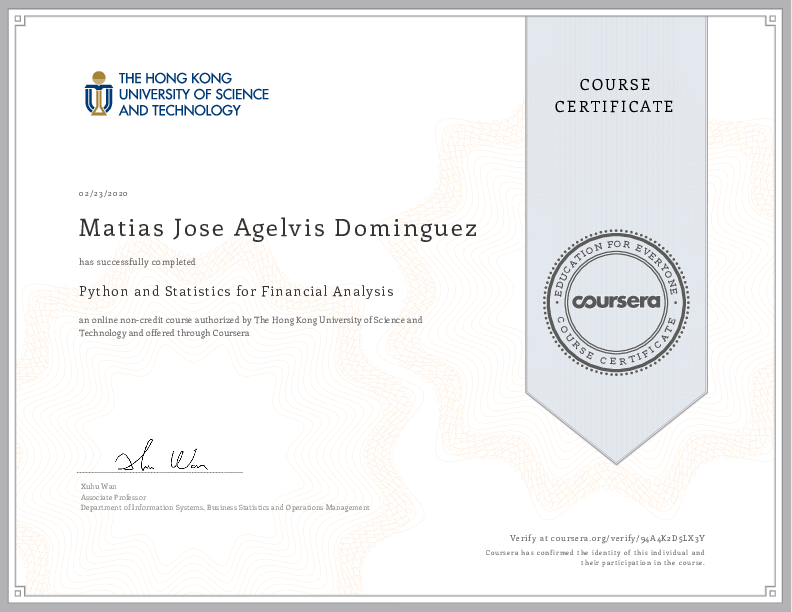 THE HONG KONG
UNIVERSITY OF SCIENCE
AND TECHNOLOGY
COURSE
CERTIFICATE
02/23/2020
Matias Jose Agelvis Dominguez
has successfully completed
Python and Statistics for Financial Analysis
an online non-credit course authorized by The Hong Kong University of Science and
Technology and offered through Coursera
EDUCATION FOR EVERYONE
coursera
COURSE CERTIFICATE
Xuhu Wan
Associate Professor
Department of Information Systems, Business Statistics and Operations Management
Verify at coursera.org/verify/94A4K2D5LX3Y
Coursera has confirmed the identity of this individual and
their participation in the course.